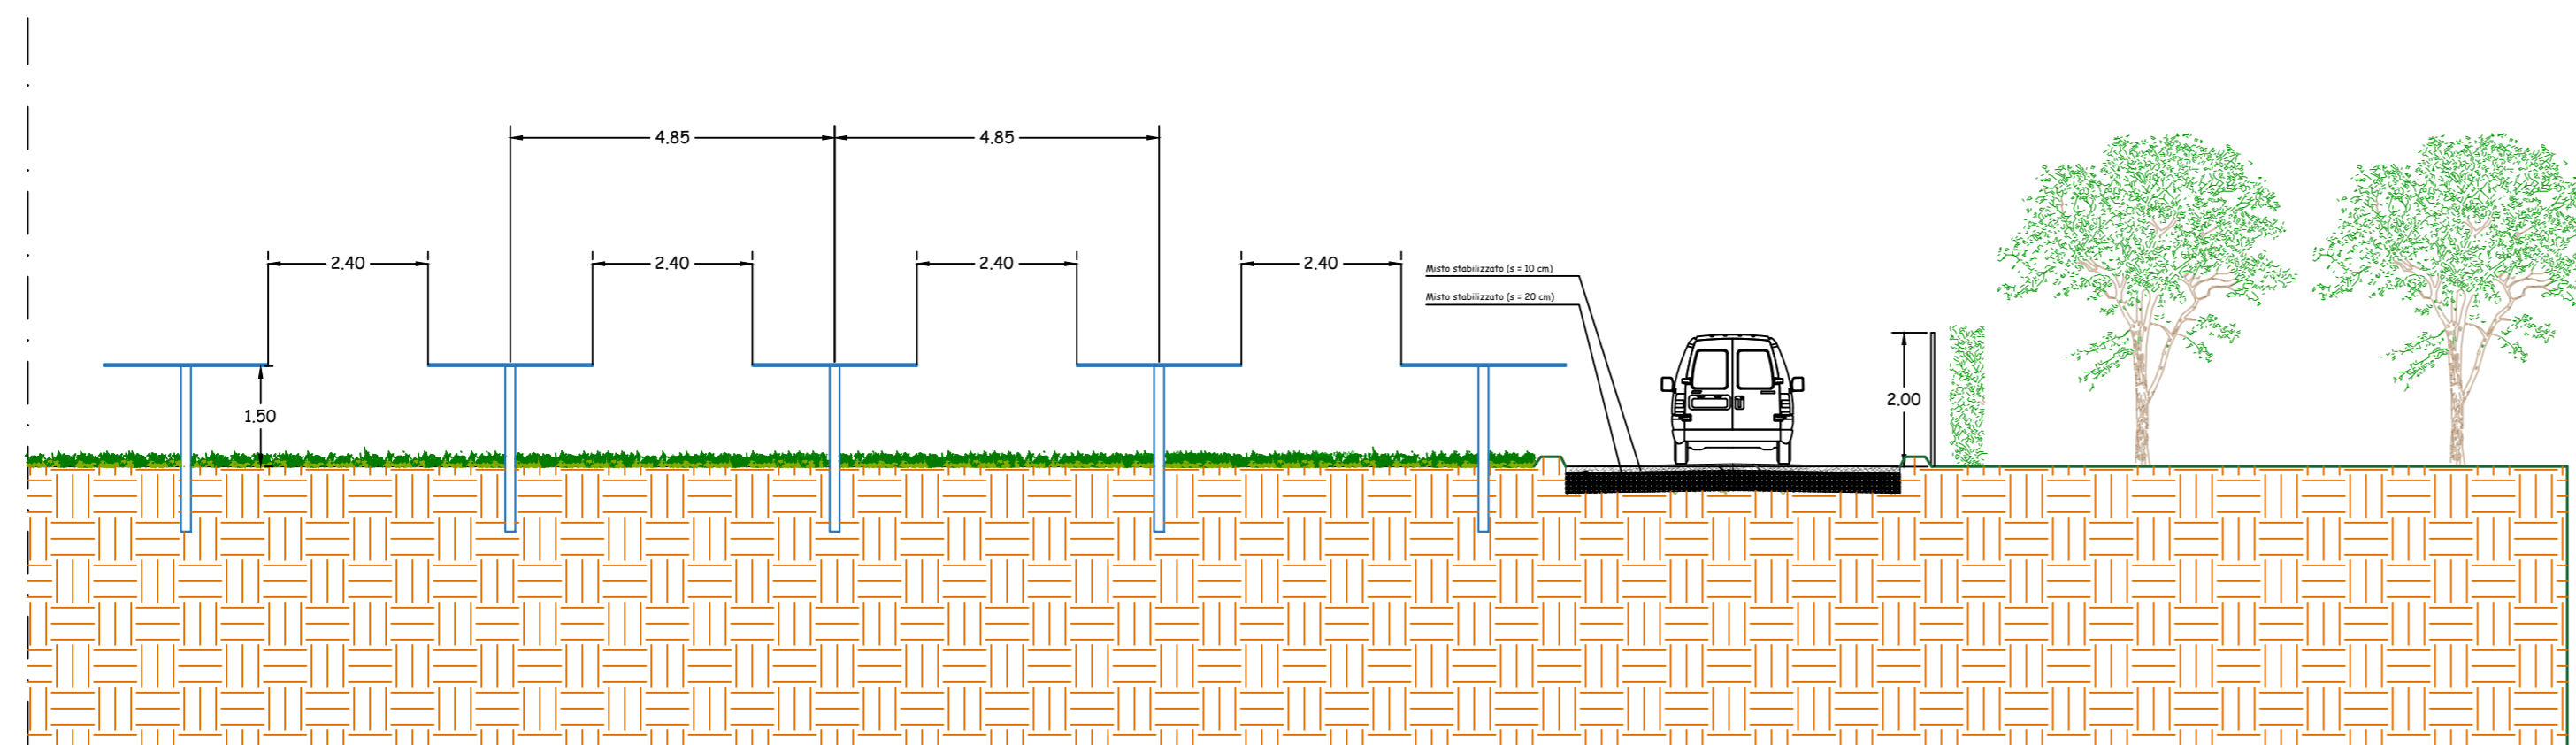 4.85 4.85
2.40 2.40 2.40 2.40
Misto stabilizzato (s = 10 cm)
Misto stabilizzato (s = 20 cm)
2.00
1.50